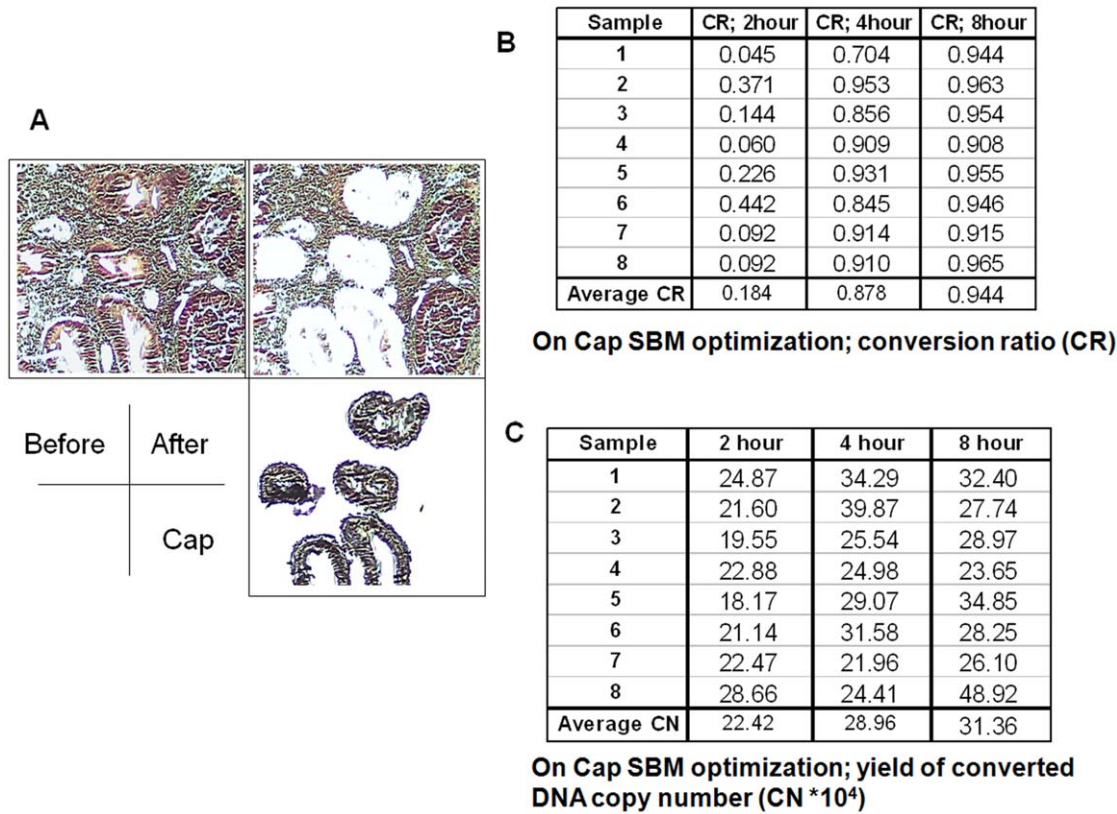 A
Before After
Cap
B
Sample CR; 2hour CR; 4hour CR; 8hour
1 0.045 0.704 0.944
2 0.371 0.953 0.963
3 0.144 0.856 0.954
4 0.060 0.909 0.908
5 0.226 0.931 0.955
6 0.442 0.845 0.946
7 0.092 0.914 0.915
8 0.092 0.910 0.965
Average CR 0.184 0.878 0.944
On Cap SBM optimization; conversion ratio (CR)
C
Sample 2 hour 4 hour 8 hour
1 24.87 34.29 32.40
2 21.60 39.87 27.74
3 19.55 25.54 28.97
4 22.88 24.98 23.65
5 18.17 29.07 34.85
6 21.14 31.58 28.25
7 22.47 21.96 26.10
8 28.66 24.41 48.92
Average CN 22.42 28.96 31.36
On Cap SBM optimization; yield of converted
DNA copy number (CN *10⁴)